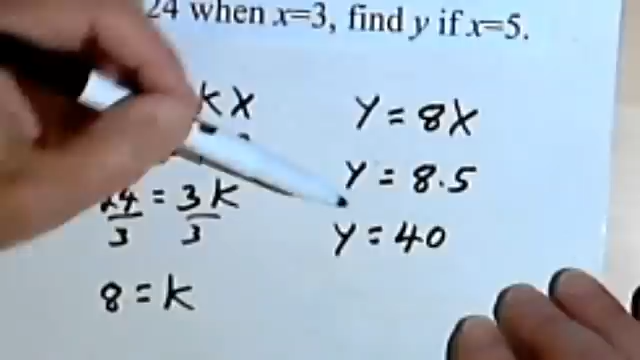 24 when x=3, find y if x=5.
kx
24/3 = 3k/3
8 = k
y = 8x
y = 8.5
y = 40